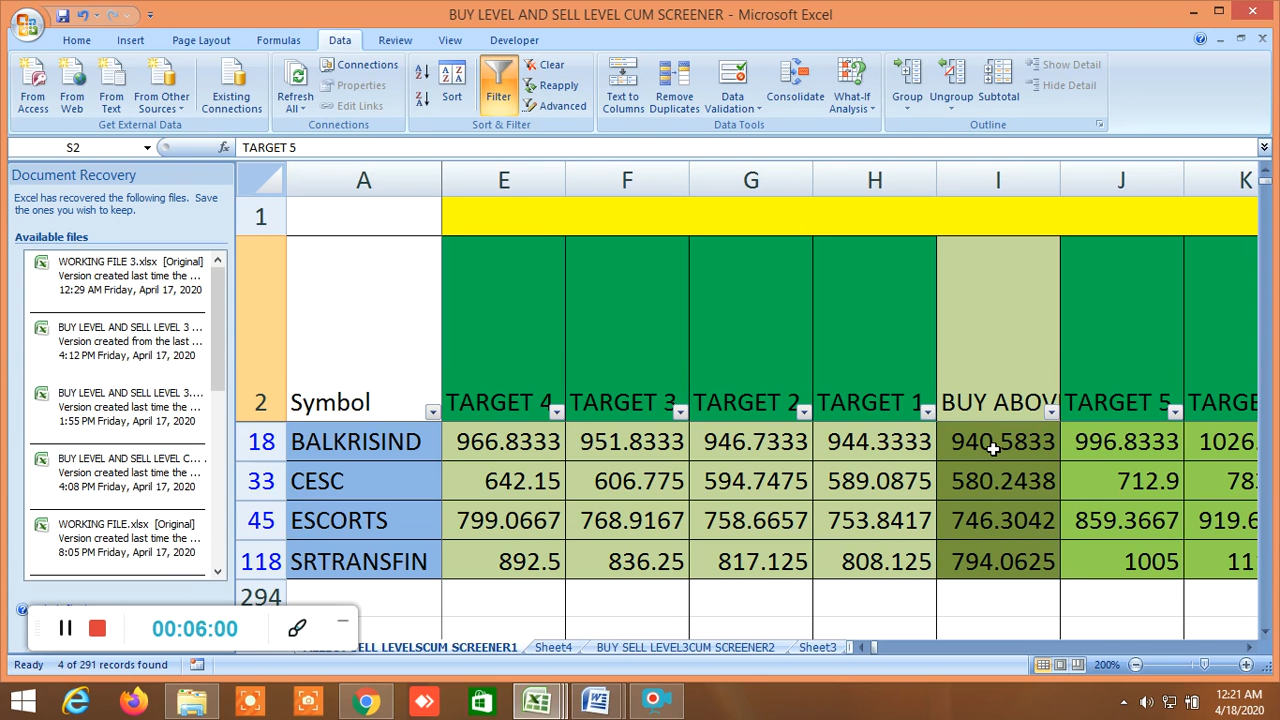 BUY LEVEL AND SELL LEVEL CUM SCREENER - Microsoft Excel
Home Insert Page Layout Formulas Data Review View Developer
From Access
From Web
From Text
From Other Sources
Existing Connections
Get External Data
Refresh All
Connections
Properties
Edit Links
Connections
Sort
Filter
Clear
Reapply
Advanced
Sort & Filter
Text to Columns
Remove Duplicates
Data Validation
Consolidate
What-If Analysis
Data Tools
Group
Ungroup
Subtotal
Show Detail
Hide Detail
Outline
S2 fx TARGET 5
Document Recovery
Excel has recovered the following files. Save
the ones you wish to keep.
Available files
WORKING FILE 3.xlsx [Original]
Version created last time the ...
12:29 AM Friday, April 17, 2020
BUY LEVEL AND SELL LEVEL 3 ...
Version created from the last ...
4:12 PM Friday, April 17, 2020
BUY LEVEL AND SELL LEVEL 3....
Version created last time the ...
1:55 PM Friday, April 17, 2020
BUY LEVEL AND SELL LEVEL C...
Version created last time the ...
4:08 PM Friday, April 17, 2020
WORKING FILE.xlsx [Original]
Version created last time the ...
8:05 PM Friday, April 17, 2020
A E F G H I J K
1
2 Symbol TARGET 4 TARGET 3 TARGET 2 TARGET 1 BUY ABOV TARGET 5 TARGE
18 BALKRISIND 966.8333 951.8333 946.7333 944.3333 940.5833 996.8333 1026.
33 CESC 642.15 606.775 594.7475 589.0875 580.2438 712.9 78
45 ESCORTS 799.0667 768.9167 758.6657 753.8417 746.3042 859.3667 919.6
118 SRTRANSFIN 892.5 836.25 817.125 808.125 794.0625 1005 11
294
00:06:00
SELL LEVELSCUM SCREENER1 Sheet4 BUY SELL LEVEL3CUM SCREENER2 Sheet3
Ready 4 of 291 records found 200%
12:21 AM
4/18/2020